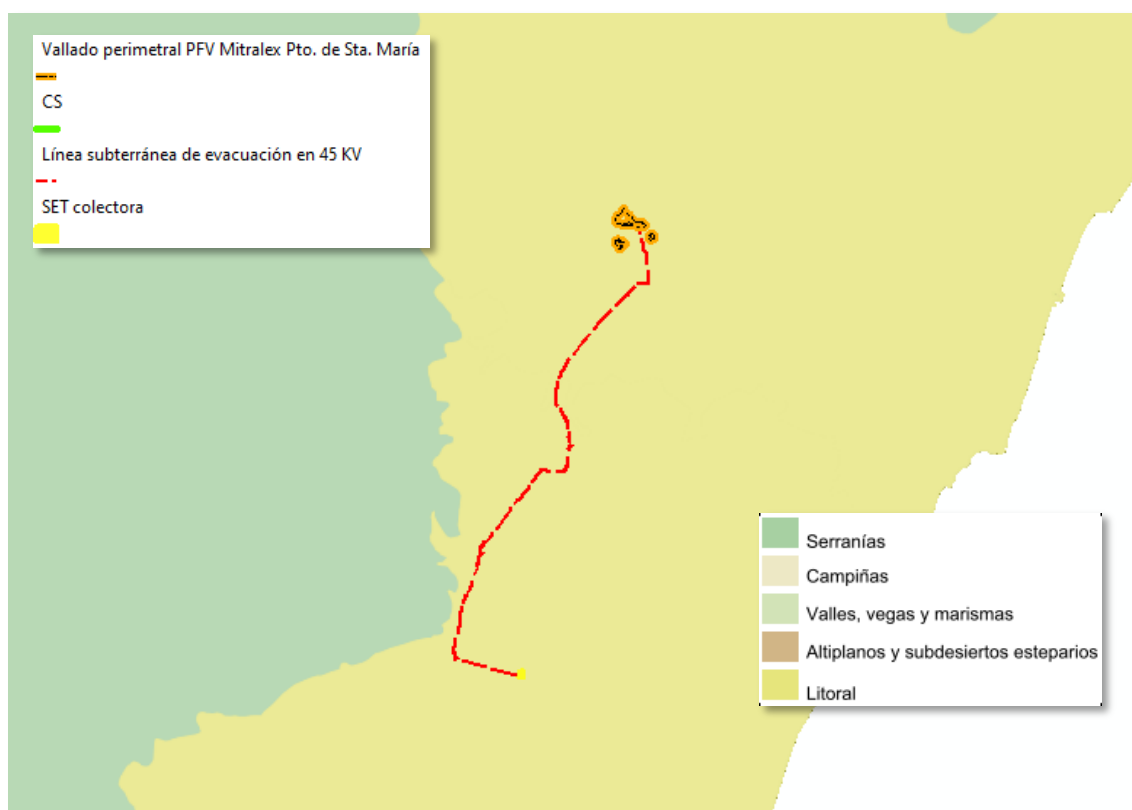 Vallado perimetral PFV Mitralex Pto. de Sta. María
CS
Línea subterránea de evacuación en 45 KV
SET colectora
Serranías
Campiñas
Valles, vegas y marismas
Altiplanos y subdesiertos esteparios
Litoral